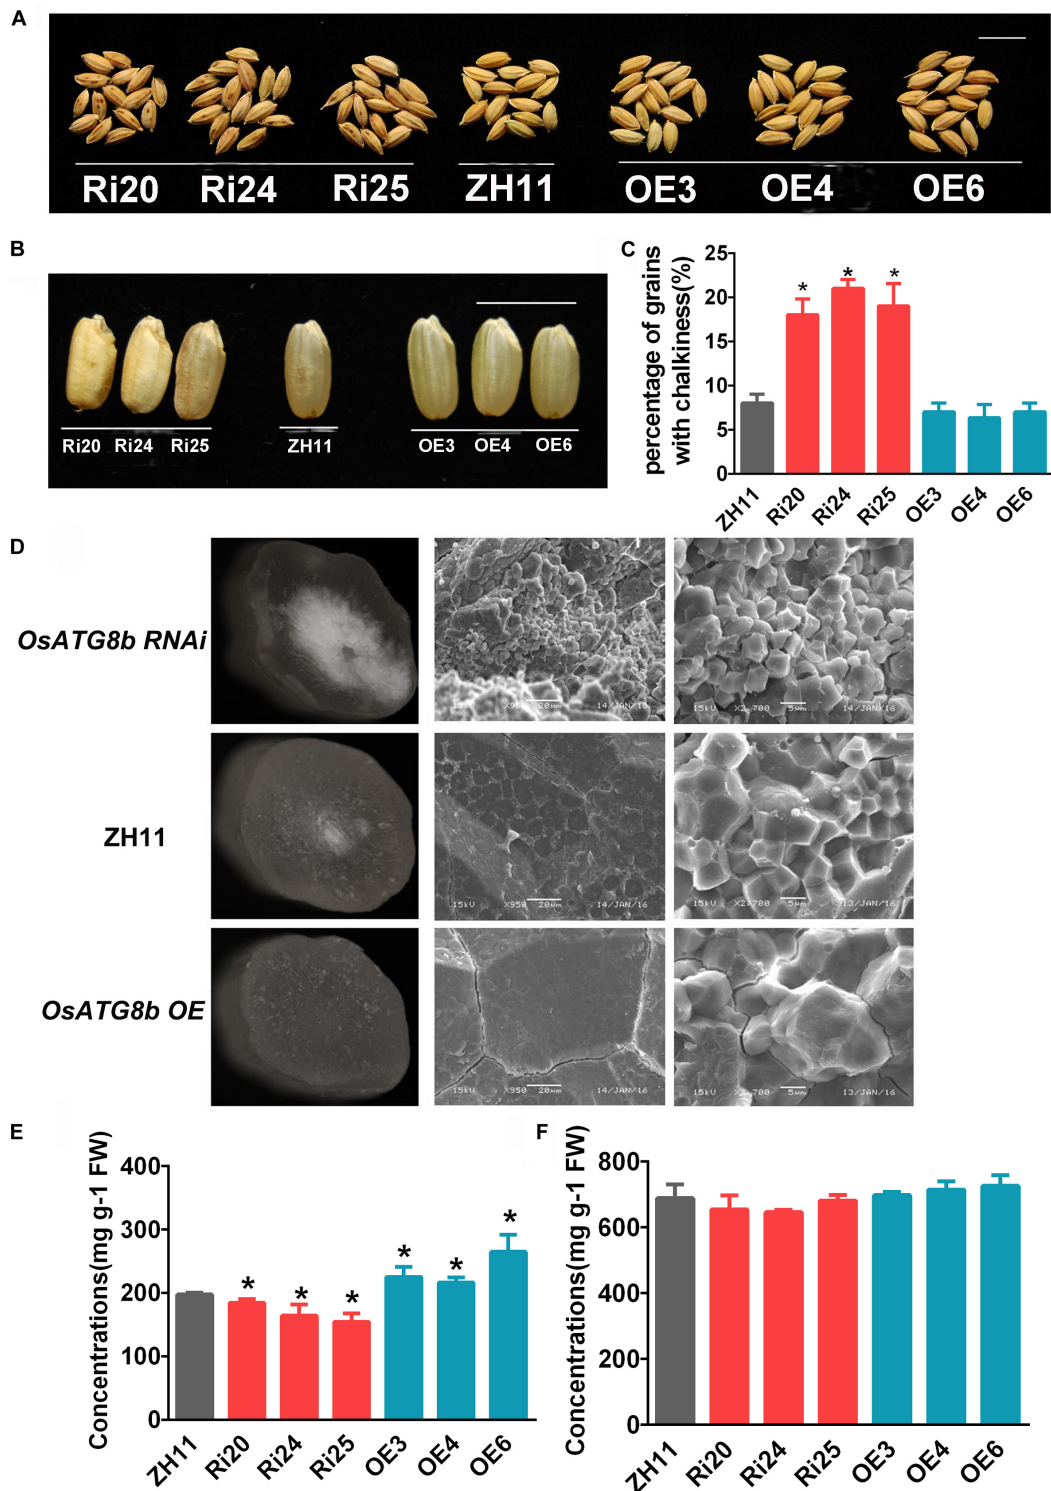 A
Ri20 Ri24 Ri25 ZH11 OE3 OE4 OE6
B
Ri20 Ri24 Ri25 ZH11 OE3 OE4 OE6
C
percentage of grains
with chalkiness(%)
25
20
15
10
5
0
* * *
ZH11 Ri20 Ri24 Ri25 OE3 OE4 OE6
D
OsATG8b RNAi
X950 20μm 14/JAN/16
15kV X2,700 5μm 14/JAN/16
ZH11
15kV X950 20μm 14/JAN/16
15kV X2,700 5μm 13/JAN/16
OsATG8b OE
15kV X950 20μm 14/JAN/16
15kV 5μm 13/JAN/16
E
Concentrations(mg g-1 FW)
400
300
200
100
0
* * * * * *
ZH11 Ri20 Ri24 Ri25 OE3 OE4 OE6
F
Concentrations(mg g-1 FW)
800
600
400
200
0
ZH11 Ri20 Ri24 Ri25 OE3 OE4 OE6